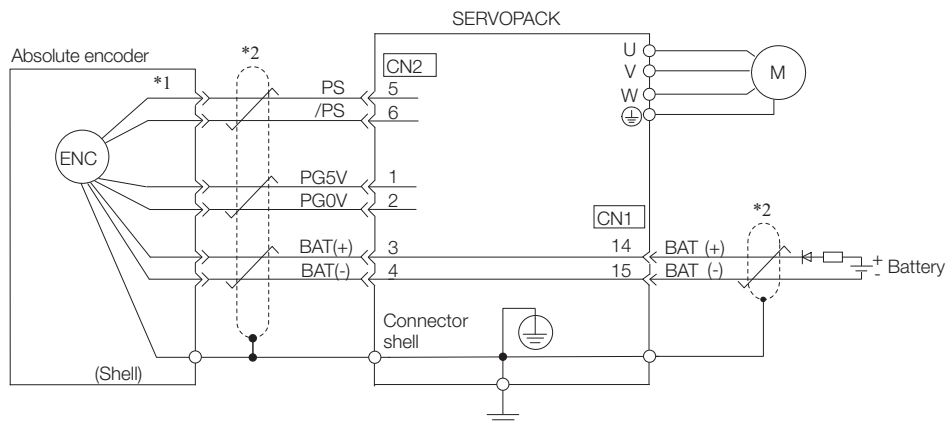 SERVOPACK
Absolute encoder
*2
*1
CN2
U
V
W
M
PS
5
/PS
6
ENC
PG5V
1
PG0V
2
CN1
*2
BAT(+)
3
14
BAT (+)
BAT(-)
4
15
BAT (-)
+
-
Battery
Connector
shell
(Shell)